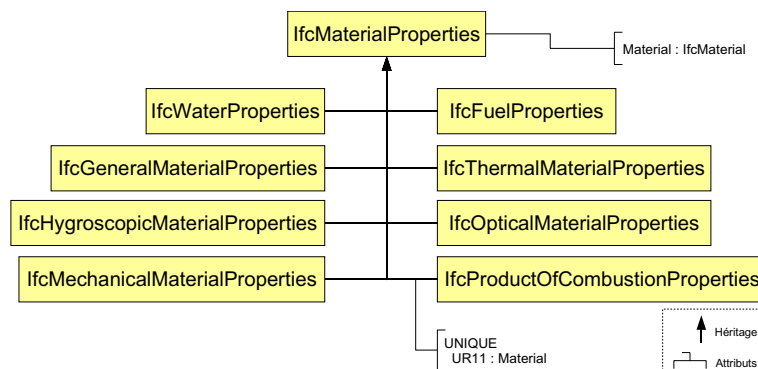 IfcMaterialProperties
Material : IfcMaterial
IfcWaterProperties
IfcFuelProperties
IfcGeneralMaterialProperties
IfcThermalMaterialProperties
IfcHygroscopicMaterialProperties
IfcOpticalMaterialProperties
IfcMechanicalMaterialProperties
IfcProductOfCombustionProperties
UNIQUE
UR11 : Material
Héritage
Attributs